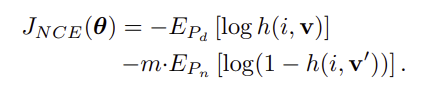 J_{NCE}(θ) = −E_{P_d} [log h(i, v)]
−m·E_{P_n} [log(1 − h(i, v′))] .